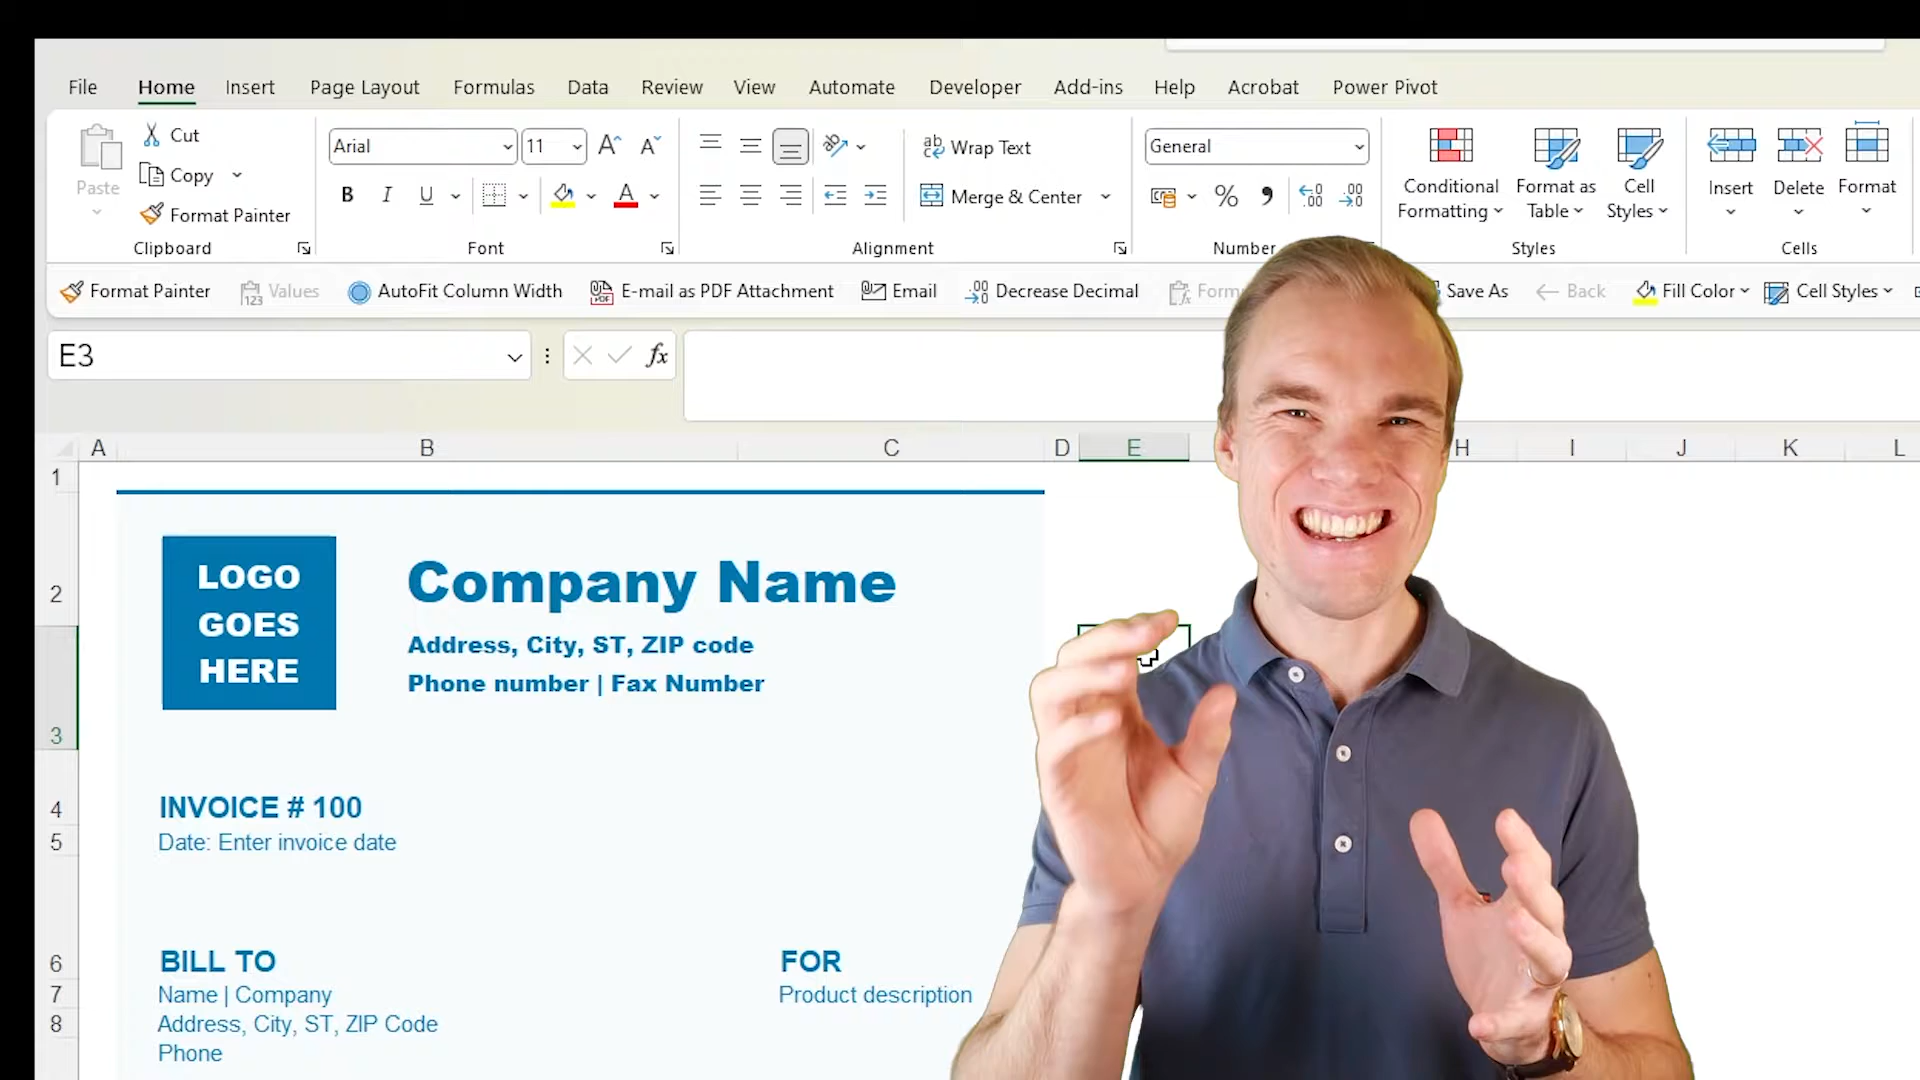 File Home Insert Page Layout Formulas Data Review View Automate Developer Add-ins Help Acrobat Power Pivot
Paste
Cut
Copy
Format Painter
Clipboard
Arial 11
B I U
Font
ab Wrap Text
Merge & Center
Alignment
General
%
Number
Conditional Formatting
Format as Table
Cell Styles
Styles
Insert Delete Format
Cells
Format Painter Values AutoFit Column Width E-mail as PDF Attachment Email Decrease Decimal Save As Back Fill Color Cell Styles
E3 fx
A B C D E H I J K L
1
2
3
4
5
6
7
8
LOGO
GOES
HERE
Company Name
Address, City, ST, ZIP code
Phone number | Fax Number
INVOICE # 100
Date: Enter invoice date
BILL TO
Name | Company
Address, City, ST, ZIP Code
Phone
FOR
Product description